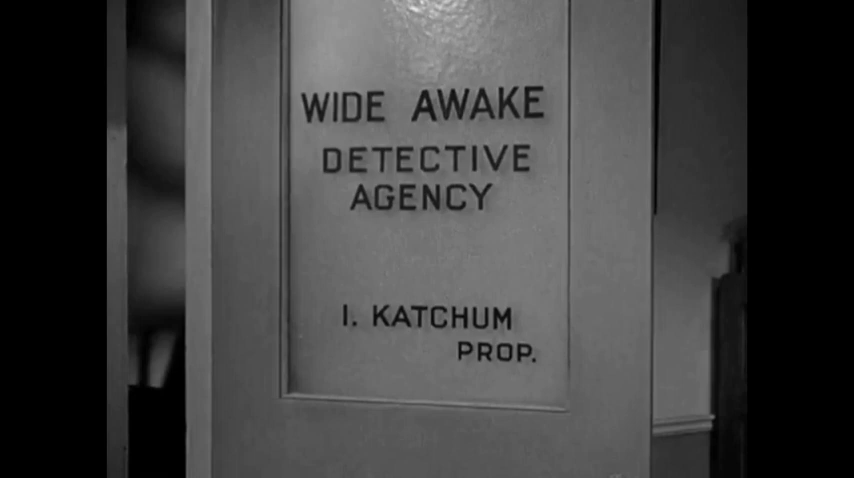 WIDE AWAKE
DETECTIVE
AGENCY
I. KATCHUM
PROP.